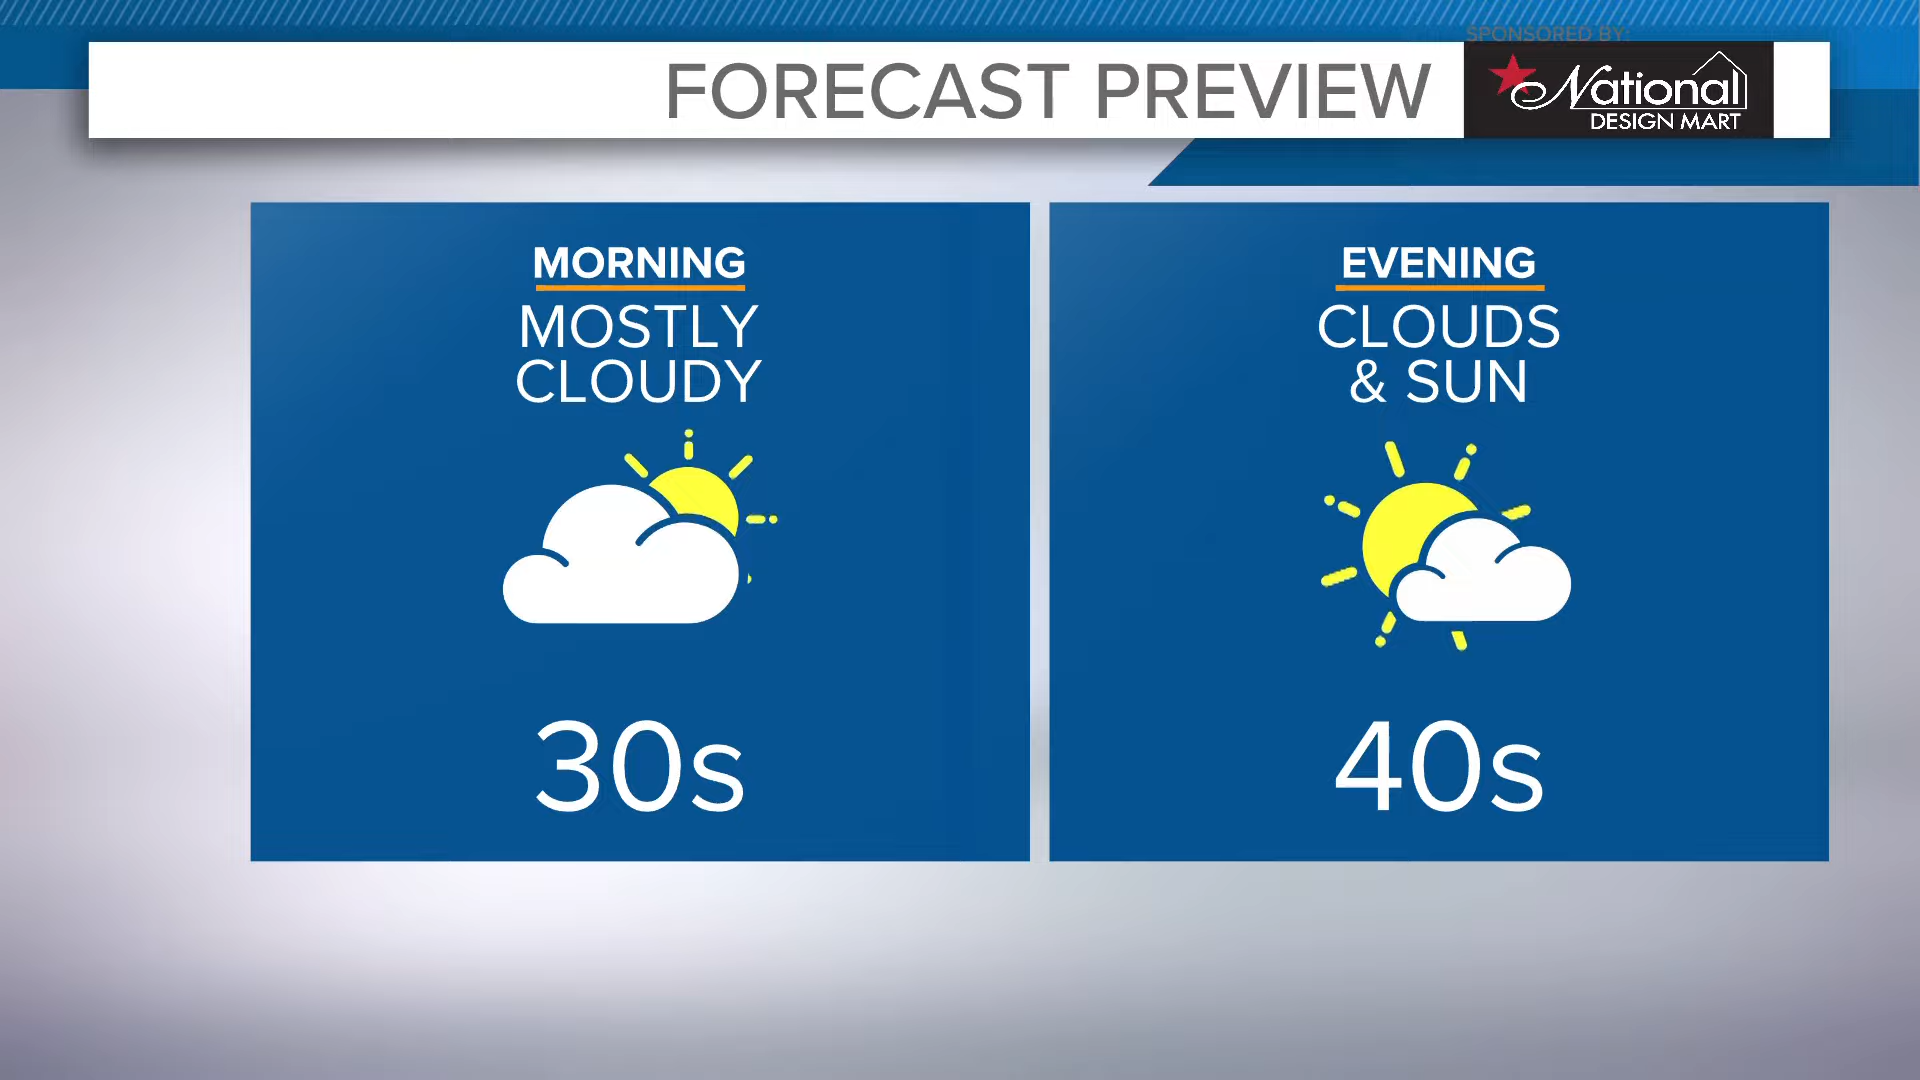 SPONSORED BY:
FORECAST PREVIEW
National
DESIGN MART
MORNING
MOSTLY
CLOUDY
30s
EVENING
CLOUDS
& SUN
40s